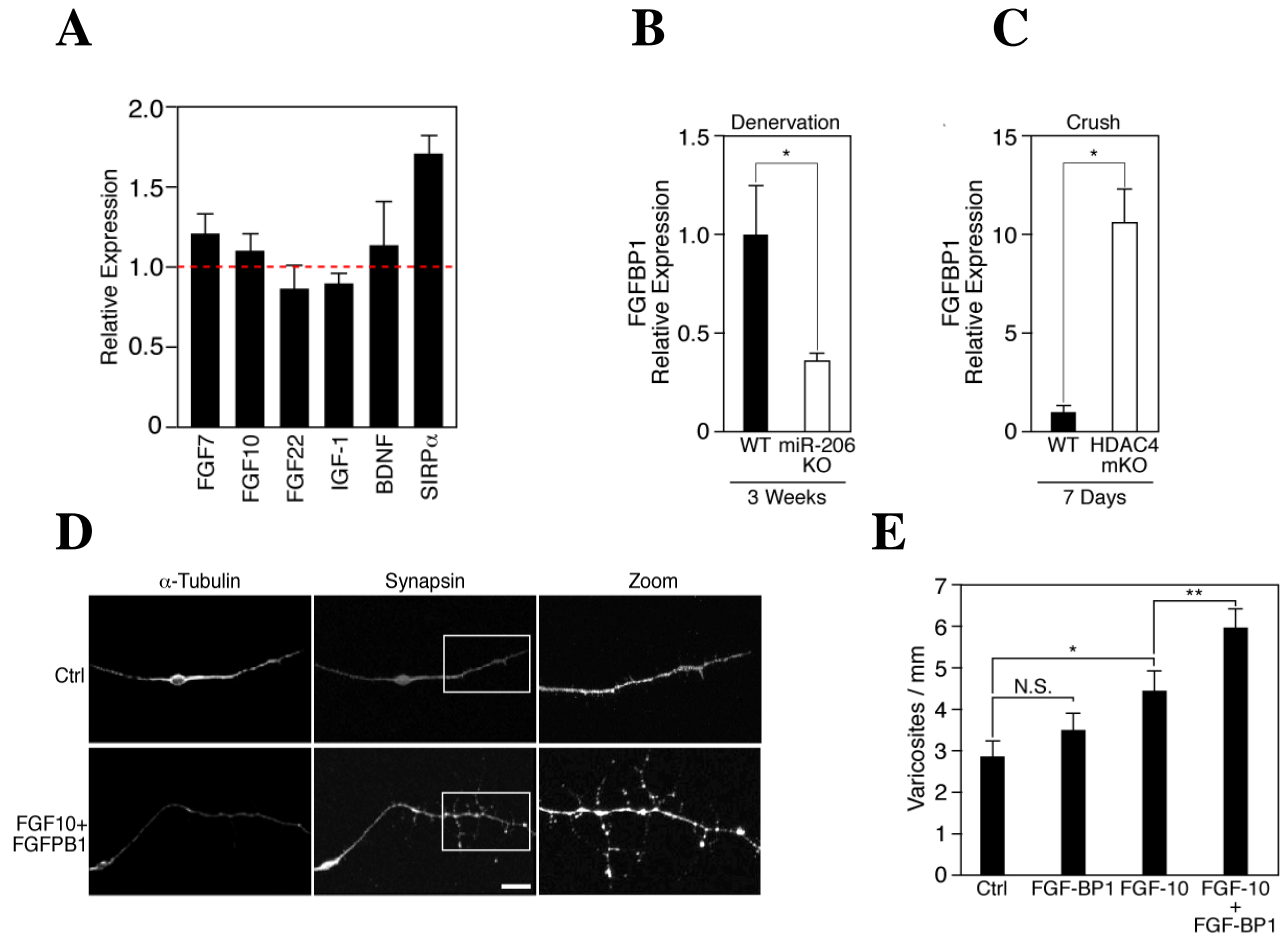 A
B
C
2.0
1.5
1.0
0.5
0
Relative Expression
FGF7
FGF10
FGF22
IGF-1
BDNF
SIRPα
Denervation
*
1.5
1.0
0.5
0
FGFBP1
Relative Expression
WT
miR-206
KO
3 Weeks
Crush
*
15
10
5
0
FGFBP1
Relative Expression
WT
HDAC4
mKO
7 Days
D
α-Tubulin
Synapsin
Zoom
Ctrl
FGF10+
FGFPB1
E
7
6
5
4
3
2
1
0
Varicosites / mm
N.S.
*
**
Ctrl
FGF-BP1
FGF-10
FGF-10
+
FGF-BP1